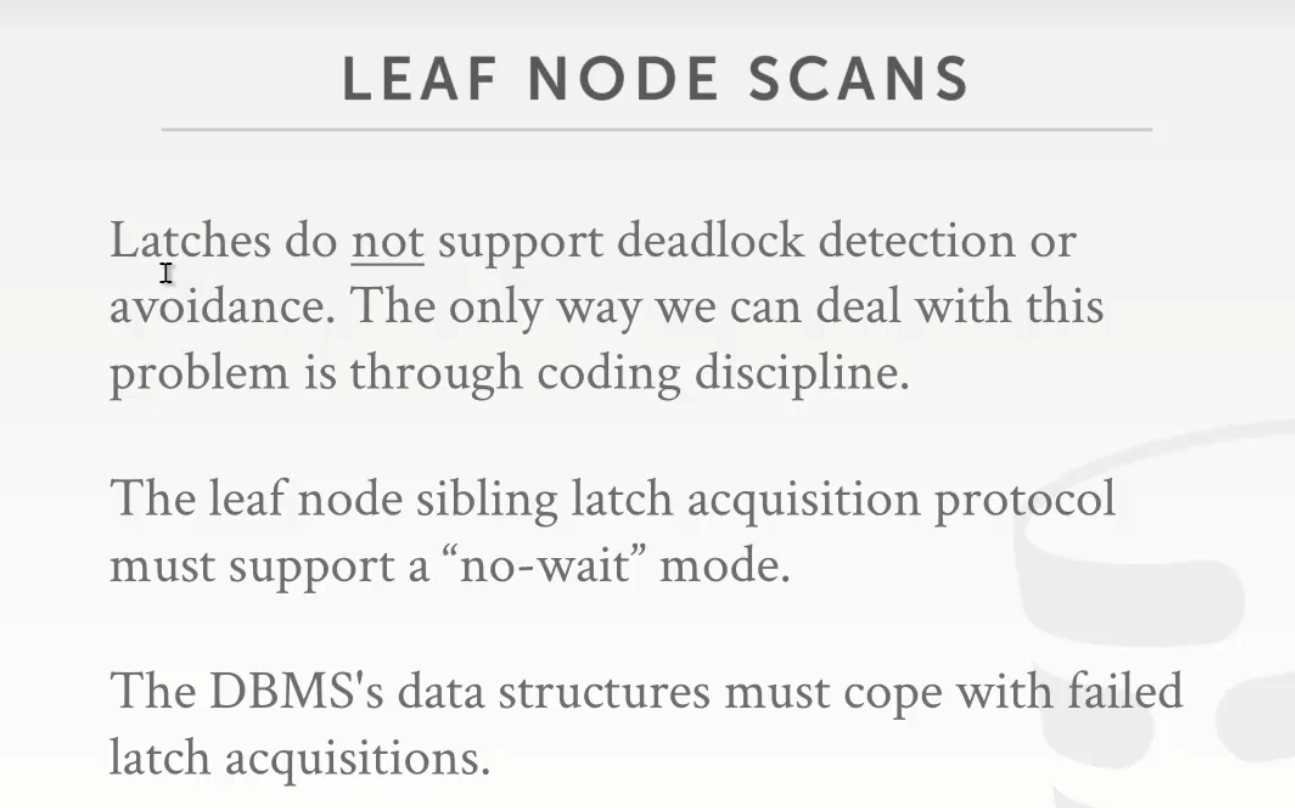 LEAF NODE SCANS
Latches do not support deadlock detection or
avoidance. The only way we can deal with this
problem is through coding discipline.
The leaf node sibling latch acquisition protocol
must support a “no-wait” mode.
The DBMS's data structures must cope with failed
latch acquisitions.